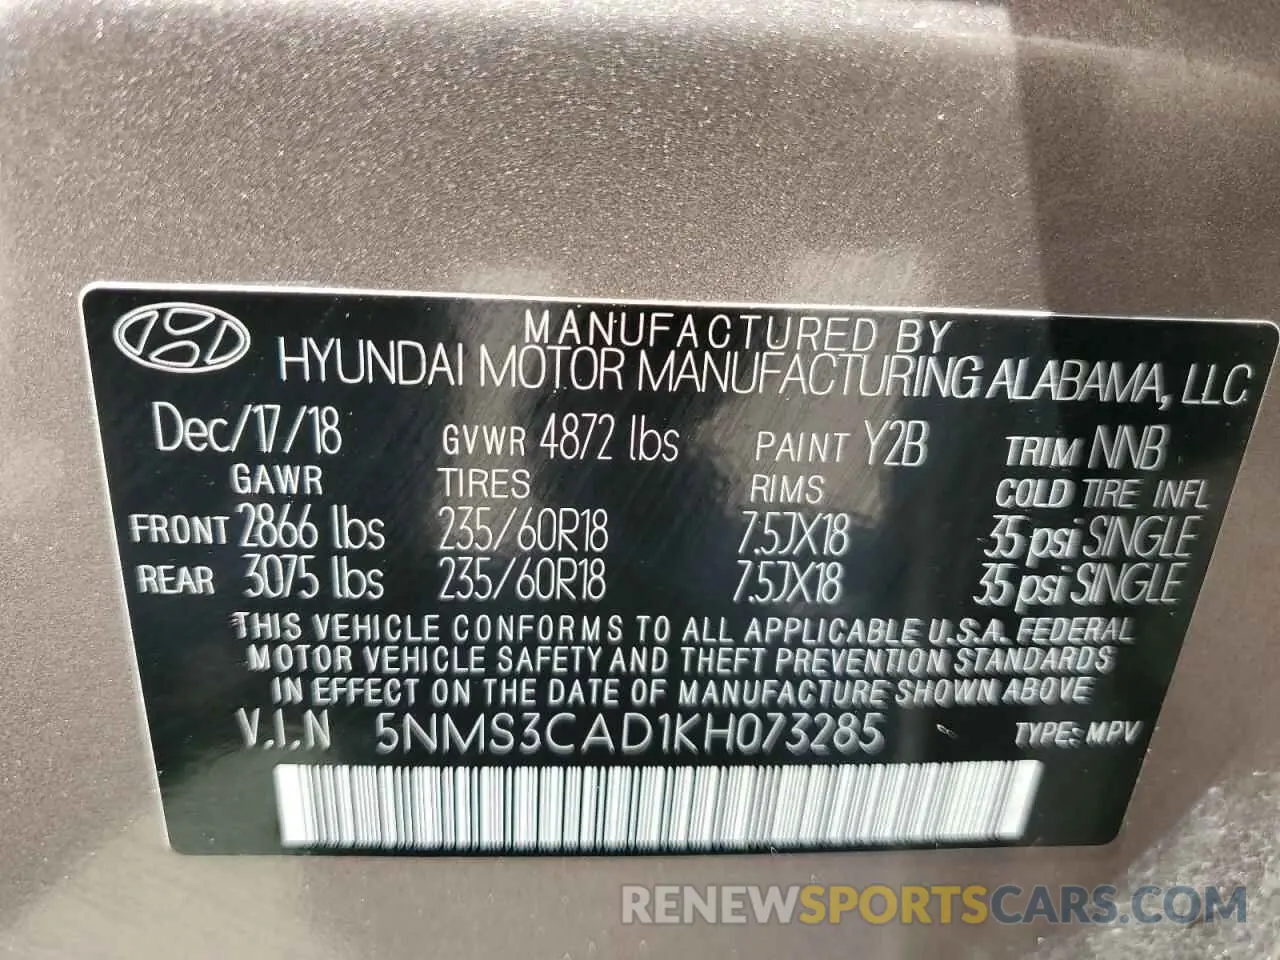 MANUFACTURED BY
HYUNDAI MOTOR MANUFACTURING ALABAMA, LLC
Dec/17/18 GVWR 4872 lbs PAINT Y2B TRIM NNB
GAWR TIRES RIMS COLD TIRE INFL
FRONT 2866 lbs 235/60R18 7.5JX18 35 psi SINGLE
REAR 3075 lbs 235/60R18 7.5JX18 35 psi SINGLE
THIS VEHICLE CONFORMS TO ALL APPLICABLE U.S.A. FEDERAL
MOTOR VEHICLE SAFETY AND THEFT PREVENTION STANDARDS
IN EFFECT ON THE DATE OF MANUFACTURE SHOWN ABOVE
V.I.N 5NMS3CAD1KH073285 TYPE: MPV
RENEWSPORTSCARS.COM